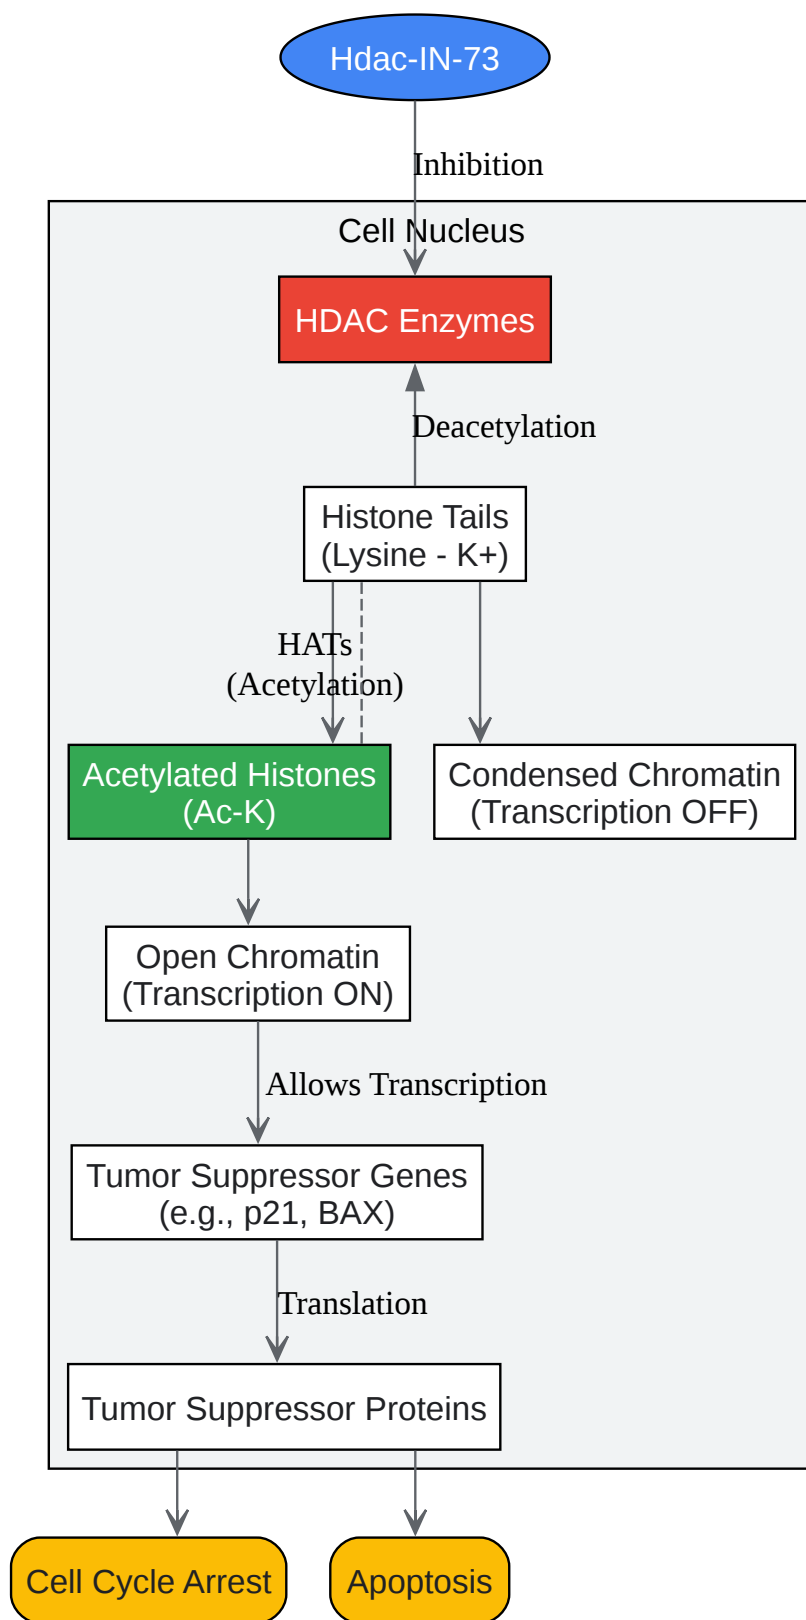 Hdac-IN-73
Inhibition
Cell Nucleus
HDAC Enzymes
Deacetylation
Histone Tails
(Lysine - K+)
HATs
(Acetylation)
Acetylated Histones
(Ac-K)
Condensed Chromatin
(Transcription OFF)
Open Chromatin
(Transcription ON)
Allows Transcription
Tumor Suppressor Genes
(e.g., p21, BAX)
Translation
Tumor Suppressor Proteins
Cell Cycle Arrest
Apoptosis